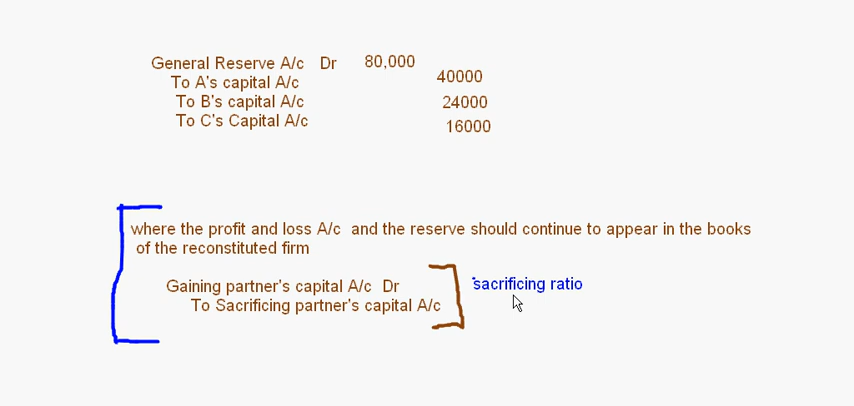 General Reserve A/c Dr 80,000
To A's capital A/c 40000
To B's capital A/c 24000
To C's Capital A/c 16000
where the profit and loss A/c and the reserve should continue to appear in the books
of the reconstituted firm
Gaining partner's capital A/c Dr
To Sacrificing partner's capital A/c
sacrificing ratio